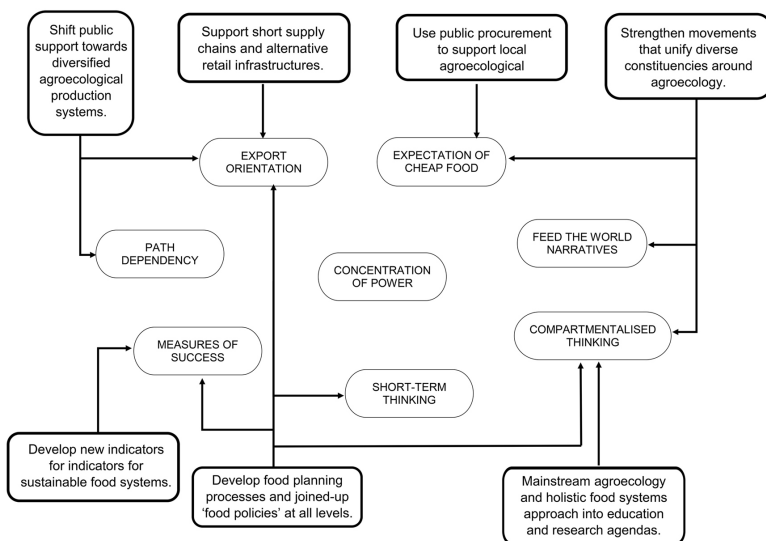 Shift public
support towards
diversified
agroecological
production
systems.
Support short supply
chains and alternative
retail infrastructures.
Use public procurement
to support local
agroecological
Strengthen movements
that unify diverse
constituencies around
agroecology.
EXPORT
ORIENTATION
EXPECTATION OF
CHEAP FOOD
PATH
DEPENDENCY
FEED THE WORLD
NARRATIVES
CONCENTRATION
OF POWER
MEASURES OF
SUCCESS
COMPARTMENTALISED
THINKING
SHORT-TERM
THINKING
Develop new indicators
for indicators for
sustainable food systems.
Develop food planning
processes and joined-up
‘food policies’ at all levels.
Mainstream agroecology
and holistic food systems
approach into education
and research agendas.